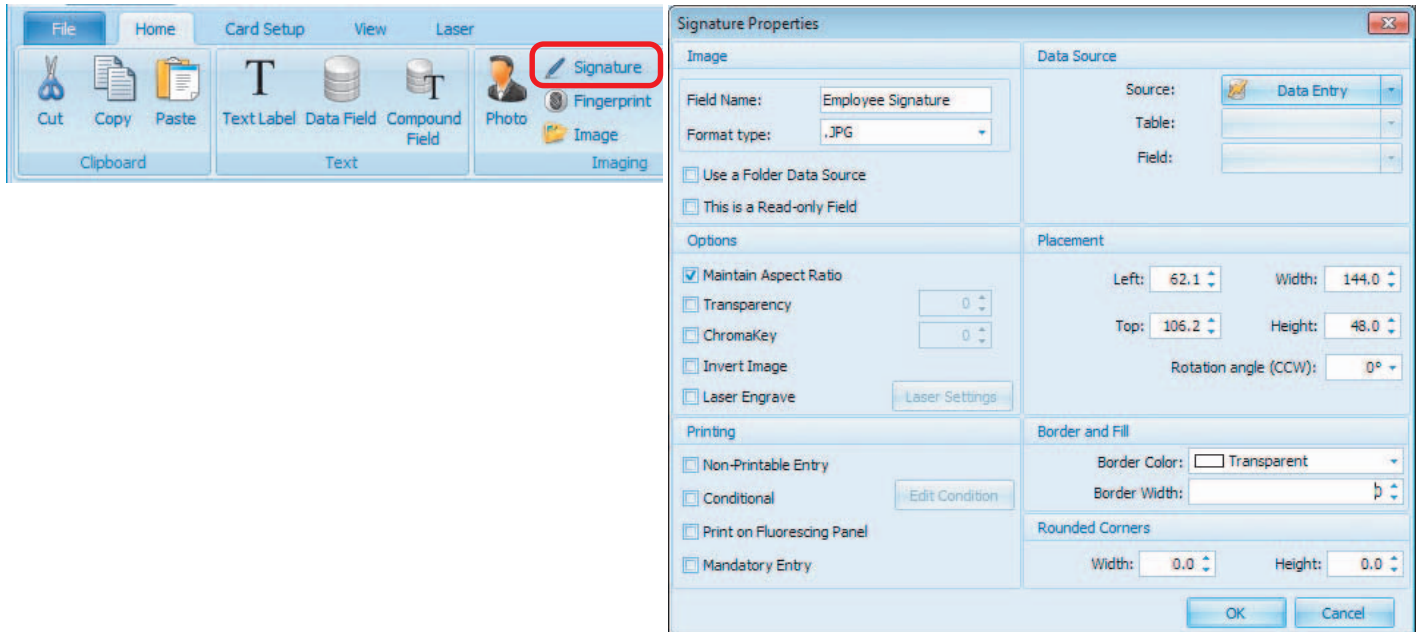 File Home Card Setup View Laser
Signature
Fingerprint
Image
Cut Copy Paste Text Label Data Field Compound Field Photo
Clipboard Text Imaging
Signature Properties
Image
Field Name: Employee Signature
Format type: .JPG
Use a Folder Data Source
This is a Read-only Field
Data Source
Source: Data Entry
Table:
Field:
Options
Maintain Aspect Ratio
Transparency 0
ChromaKey 0
Invert Image
Laser Engrave Laser Settings
Placement
Left: 62.1 Width: 144.0
Top: 106.2 Height: 48.0
Rotation angle (CCW): 0°
Printing
Non-Printable Entry
Conditional Edit Condition
Print on Fluorescing Panel
Mandatory Entry
Border and Fill
Border Color: Transparent
Border Width:
Rounded Corners
Width: 0.0 Height: 0.0
OK Cancel